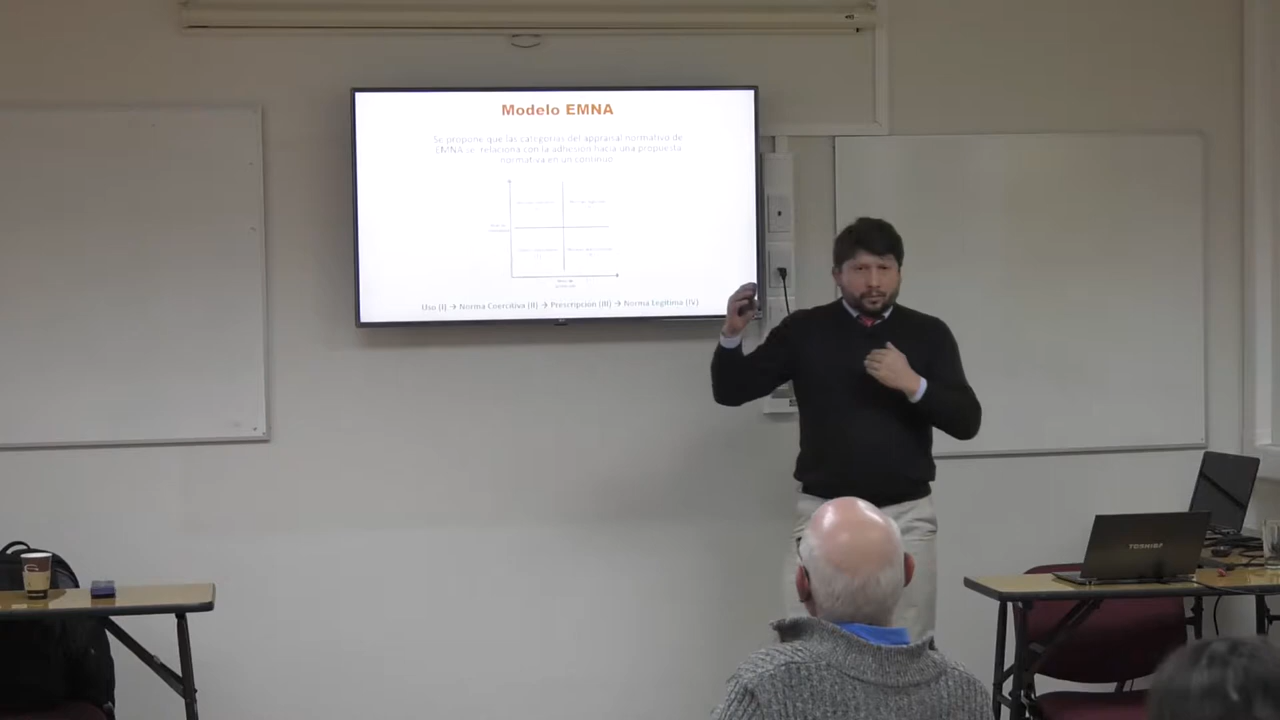 Modelo EMNA
Se propone que las categorías del appraisal normativo de
EMNA se relaciona con la adhesión hacia una propuesta
normativa en un continuo
Uso (I) → Norma Coercitiva (II) → Prescripción (III) → Norma Legítima (IV)
TOSHIBA